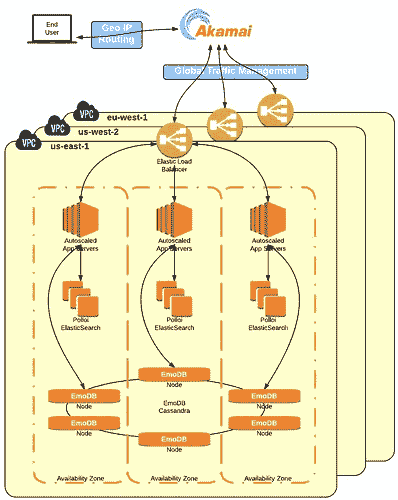 End
User
Geo IP
Routing
Akamai
Global Traffic Management
VPC
eu-west-1
VPC
us-west-2
VPC
us-east-1
Elastic Load
Balancer
Autoscaled
App Servers
Autoscaled
App Servers
Autoscaled
App Servers
Polloi
ElasticSearch
Polloi
ElasticSearch
Polloi
ElasticSearch
EmoDB
Node
EmoDB
Node
EmoDB
Node
EmoDB
Cassandra
EmoDB
Node
EmoDB
Node
EmoDB
Node
Availability Zone
Availability Zone
Availability Zone